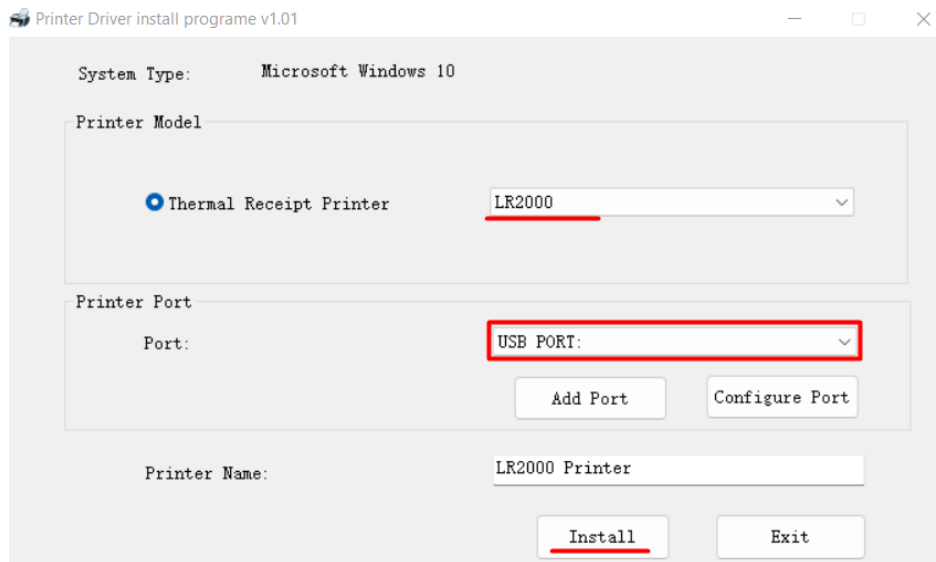 Printer Driver install programe v1.01
System Type: Microsoft Windows 10
Printer Model
Thermal Receipt Printer LR2000
Printer Port
Port: USB PORT:
Add Port Configure Port
Printer Name: LR2000 Printer
Install Exit